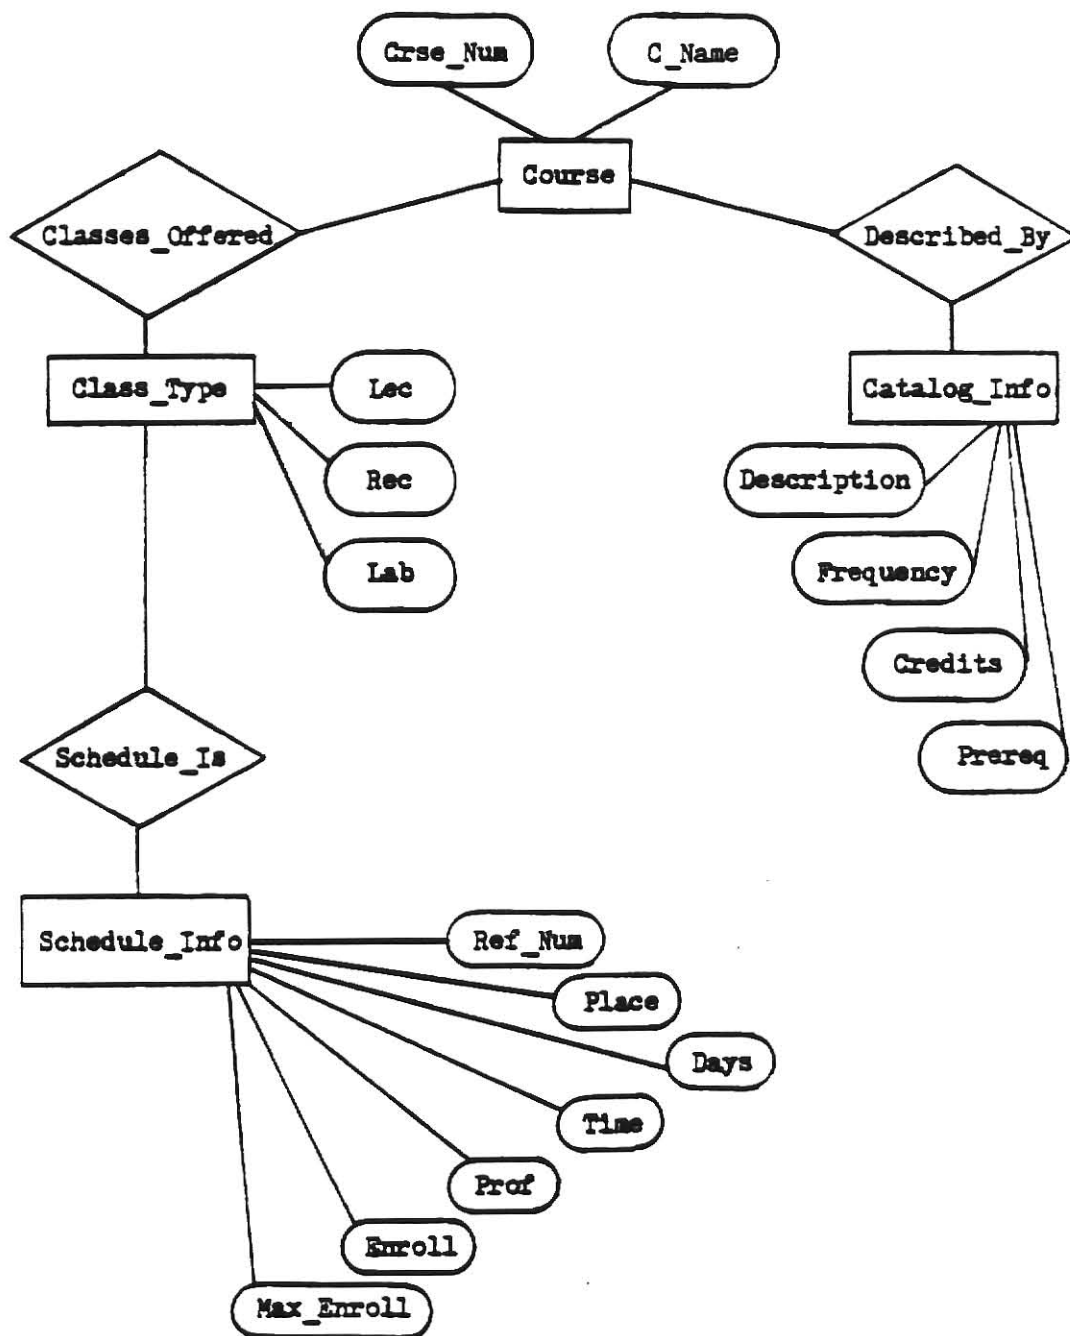 Crse_Num
C_Name
Course
Classes_Offered
Described_By
Class_Type
Lec
Rec
Lab
Catalog_Info
Description
Frequency
Credits
Prereq
Schedule_Is
Schedule_Info
Ref_Num
Place
Days
Time
Prof
Enroll
Max_Enroll